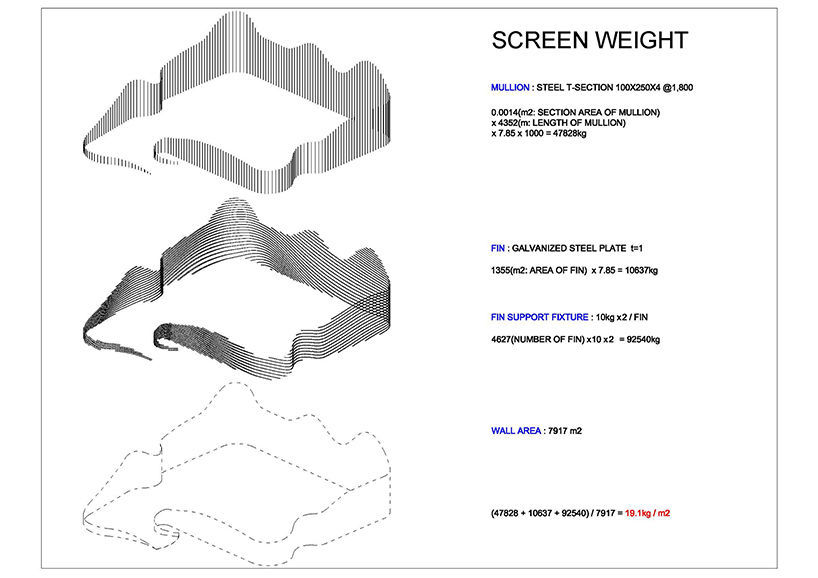 SCREEN WEIGHT
MULLION : STEEL T-SECTION 100X250X4 @1,800
0.0014(m2: SECTION AREA OF MULLION)
x 4352(m: LENGTH OF MULLION)
x 7.85 x 1000 = 47828kg
FIN : GALVANIZED STEEL PLATE t=1
1355(m2: AREA OF FIN) x 7.85 = 10637kg
FIN SUPPORT FIXTURE : 10kg x2 / FIN
4627(NUMBER OF FIN) x10 x2 = 92540kg
WALL AREA : 7917 m2
(47828 + 10637 + 92540) / 7917 = 19.1kg / m2